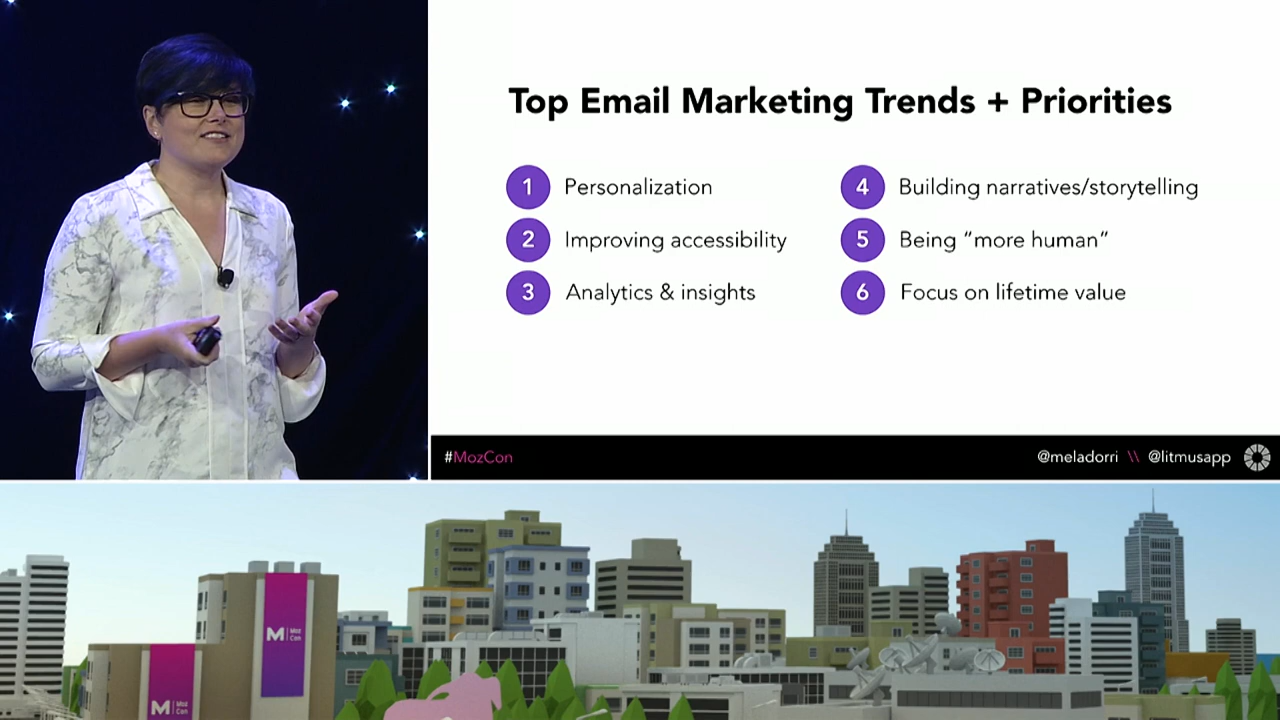 Top Email Marketing Trends + Priorities
1 Personalization
2 Improving accessibility
3 Analytics & insights
4 Building narratives/storytelling
5 Being “more human”
6 Focus on lifetime value
#MozCon
@meladorri \\ @litmusapp
M Moz
Con
M Moz
Con